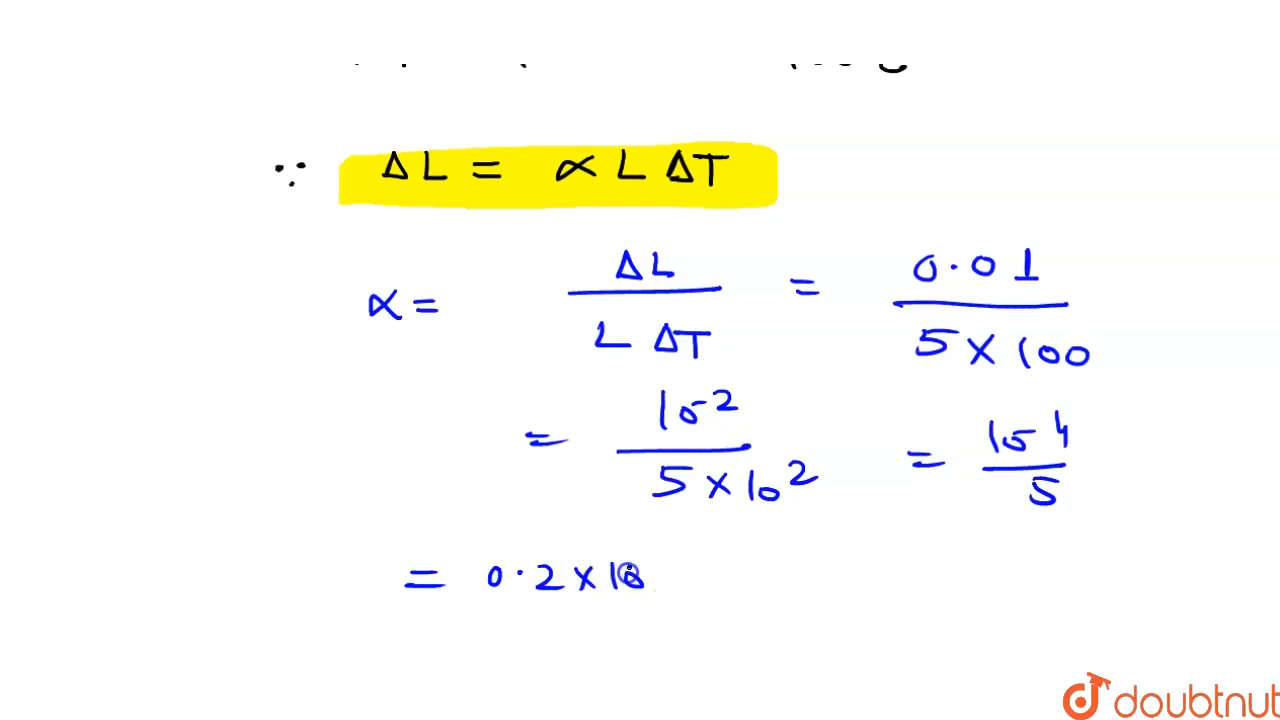 ∵ ΔL = α L ΔT
α = ΔL / L ΔT = 0.01 / 5 × 100
= 10⁻² / 5 × 10² = 10⁻⁴ / 5
= 0.2 × 10
doubtnut